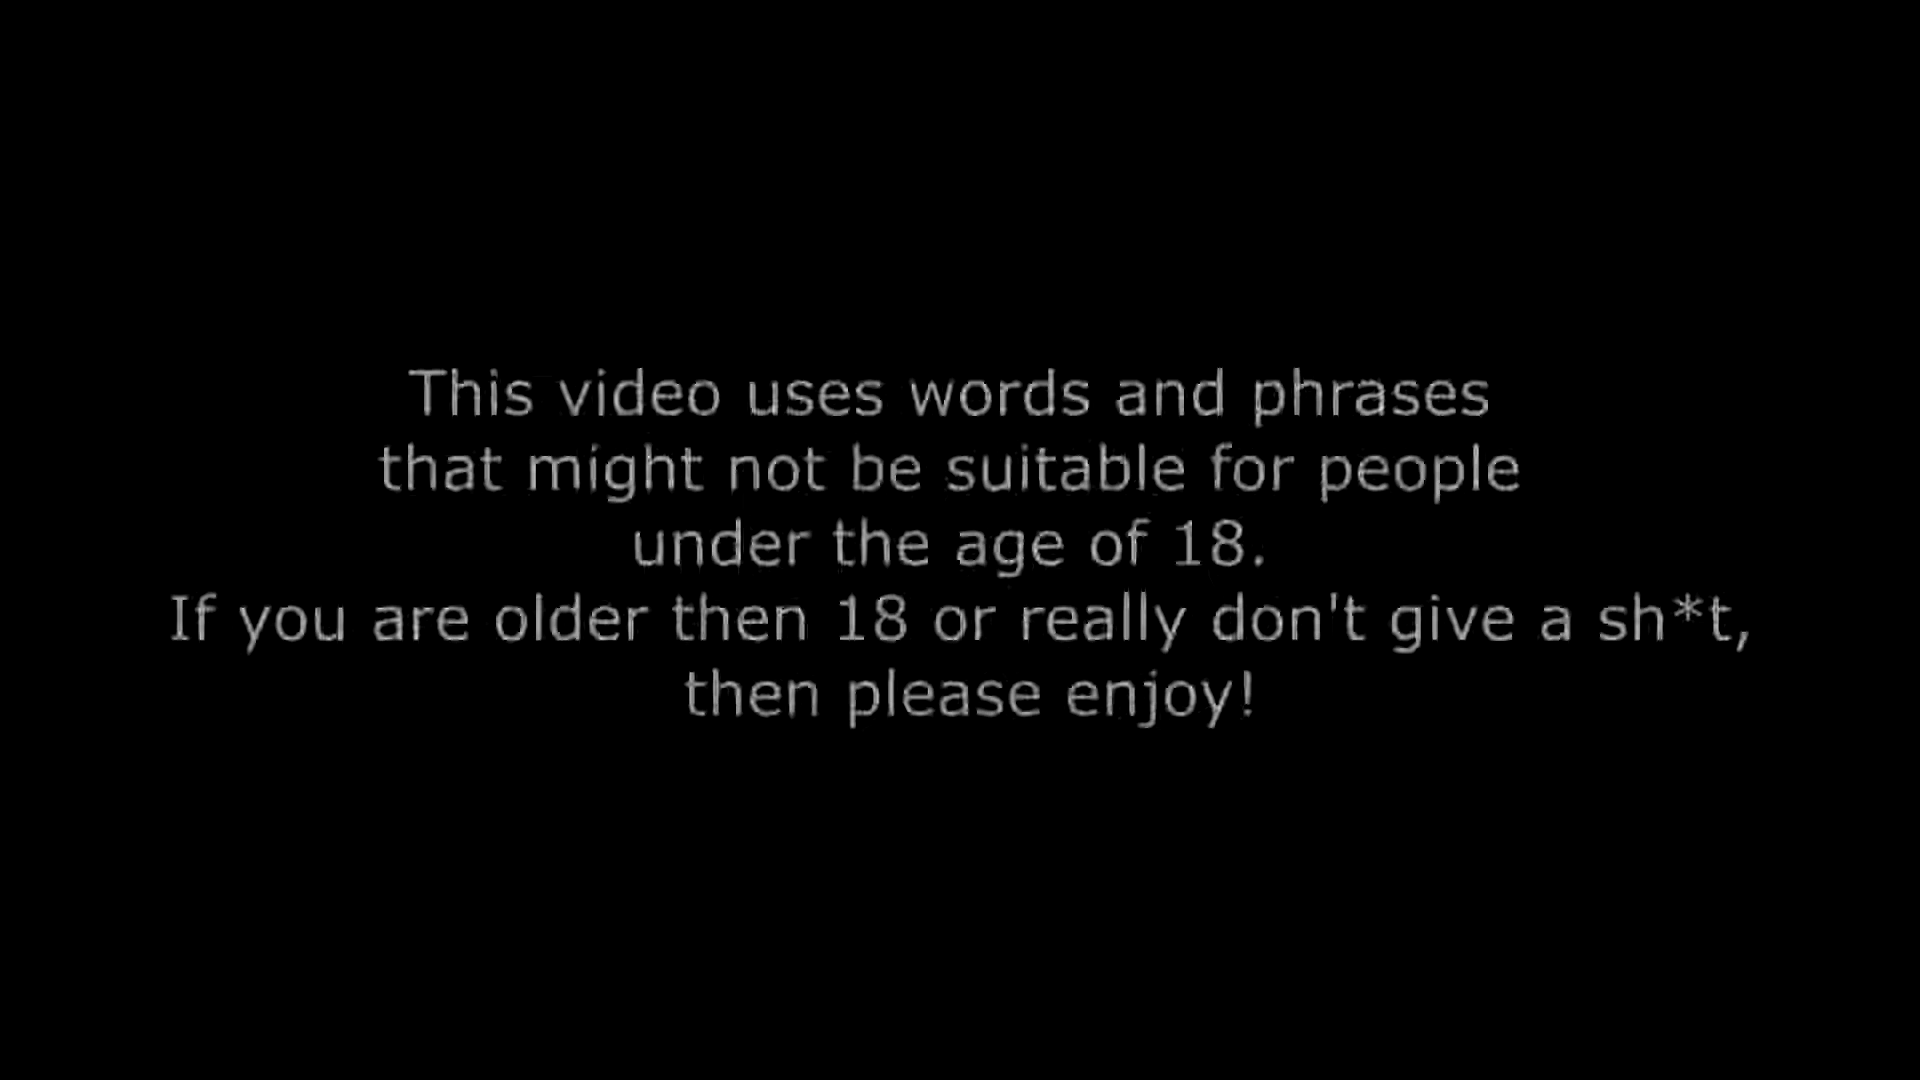 This video uses words and phrases
that might not be suitable for people
under the age of 18.
If you are older then 18 or really don't give a sh*t,
then please enjoy!